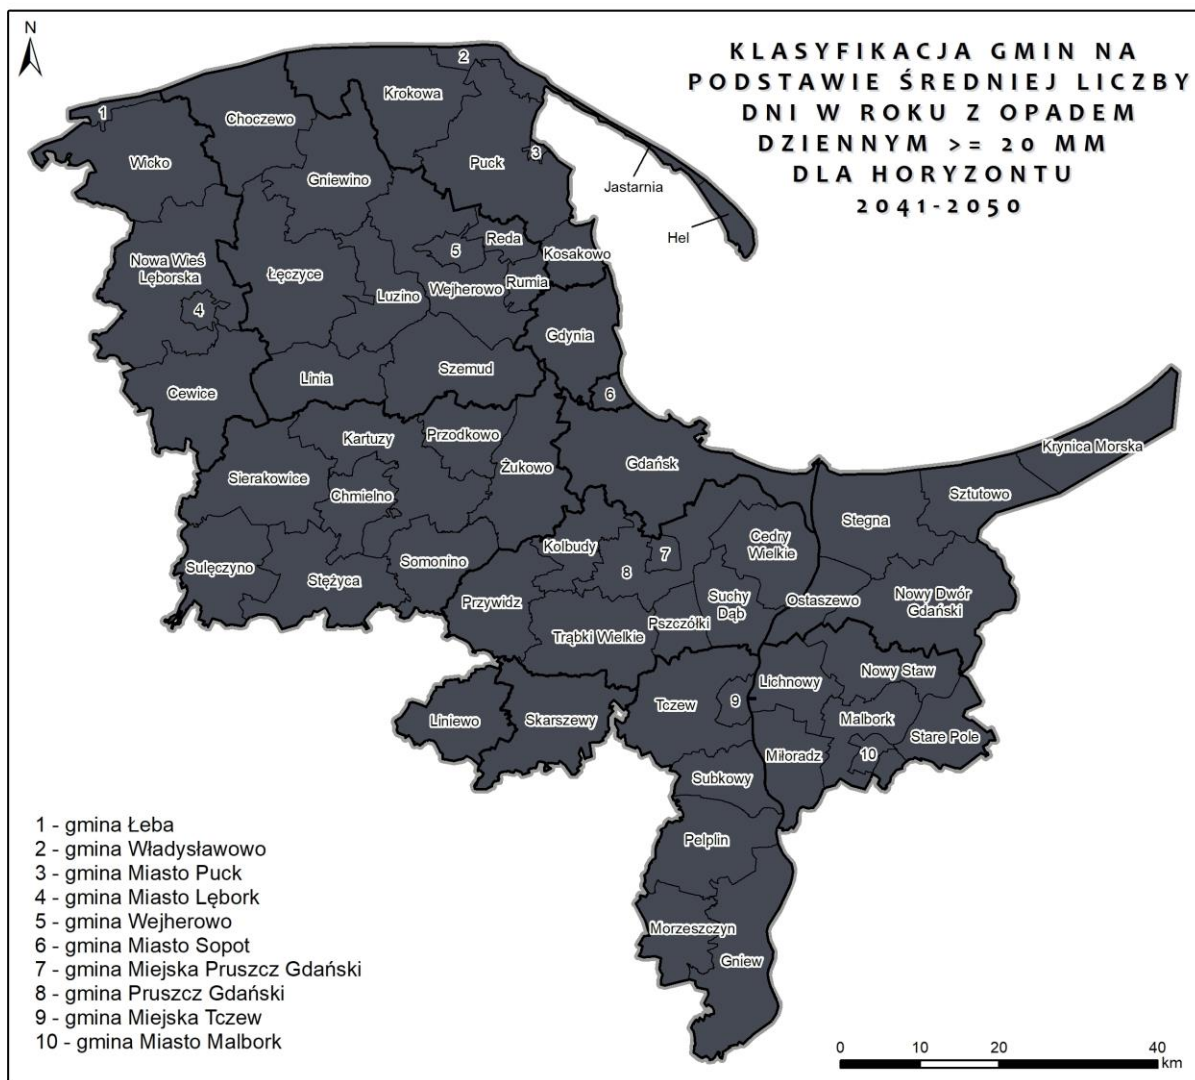 N
KLASYFIKACJA GMIN NA
PODSTAWIE ŚREDNIEJ LICZBY
DNI W ROKU Z OPADEM
DZIENNYM >= 20 MM
DLA HORYZONTU
2041-2050
2
Krokowa
1
Choczewo
Wicko
Puck
3
Gniewino
Jastarnia
Hel
Reda
5
Kosakowo
Nowa Wieś
Lęborska
Łęczyce
Rumia
Wejherowo
Luzino
4
Gdynia
Szemud
Linia
Cewice
6
Kartuzy
Przodkowo
Krynica Morska
Gdańsk
Żukowo
Sierakowice
Chmielno
Sztutowo
Stegna
Cedry
Wielkie
Kolbudy
7
Somonino
Sulęczyno
8
Stężyca
Suchy
Dąb
Nowy Dwór
Gdański
Przywidz
Ostaszewo
Pszczółki
Trąbki Wielkie
Nowy Staw
Lichnowy
9
Tczew
Liniewo
Skarszewy
Malbork
Stare Pole
10
Miłoradz
Subkowy
Pelplin
Morzeszczyn
Gniew
1 - gmina Łeba
2 - gmina Władysławowo
3 - gmina Miasto Puck
4 - gmina Miasto Lębork
5 - gmina Wejherowo
6 - gmina Miasto Sopot
7 - gmina Miejska Pruszcz Gdański
8 - gmina Pruszcz Gdański
9 - gmina Miejska Tczew
10 - gmina Miasto Malbork
0 10 20 40
km